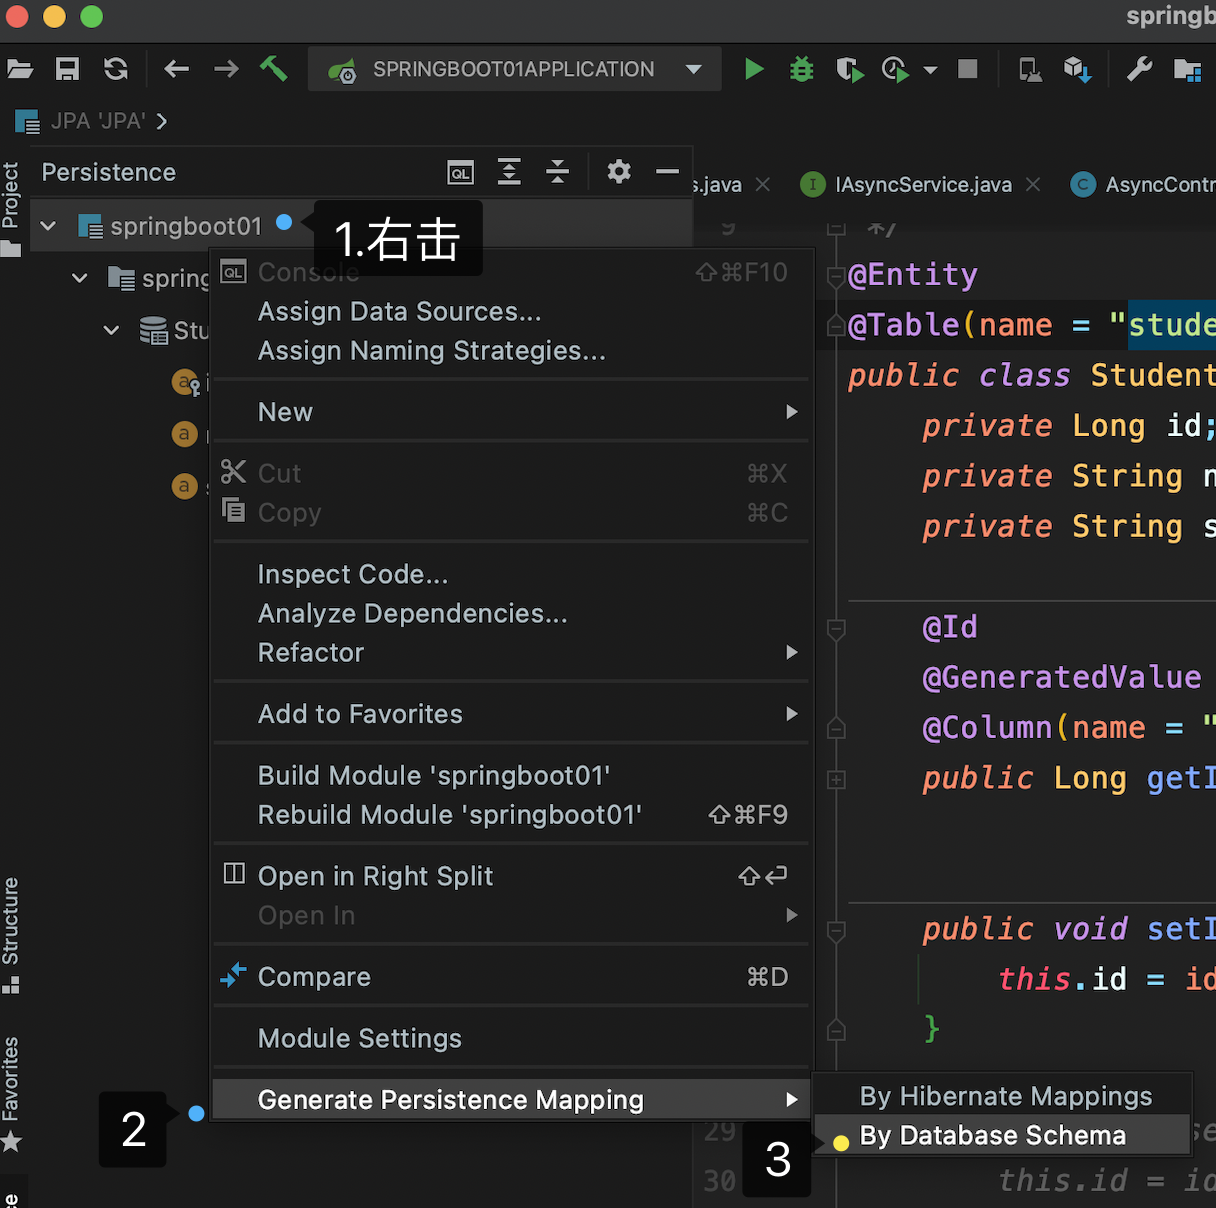 springb
SPRINGBOOT01APPLICATION
JPA 'JPA'
Project
Persistence
s.java
IAsyncService.java
AsyncContr
springboot01
1.右击
spring
Stu
Console ⇧⌘F10
Assign Data Sources...
Assign Naming Strategies...
New
Cut ⌘X
Copy ⌘C
Inspect Code...
Analyze Dependencies...
Refactor
Add to Favorites
Build Module 'springboot01'
Rebuild Module 'springboot01' ⇧⌘F9
Open in Right Split ⇧⏎
Open In
Compare ⌘D
Module Settings
Generate Persistence Mapping
By Hibernate Mappings
By Database Schema
2
3
Structure
Favorites
9 */
@Entity
@Table(name = "stude
public class Student
private Long id;
private String n
private String s
@Id
@GeneratedValue
@Column(name = "
public Long getI
public void setI
this.id = id
}
29
30 this.id = id